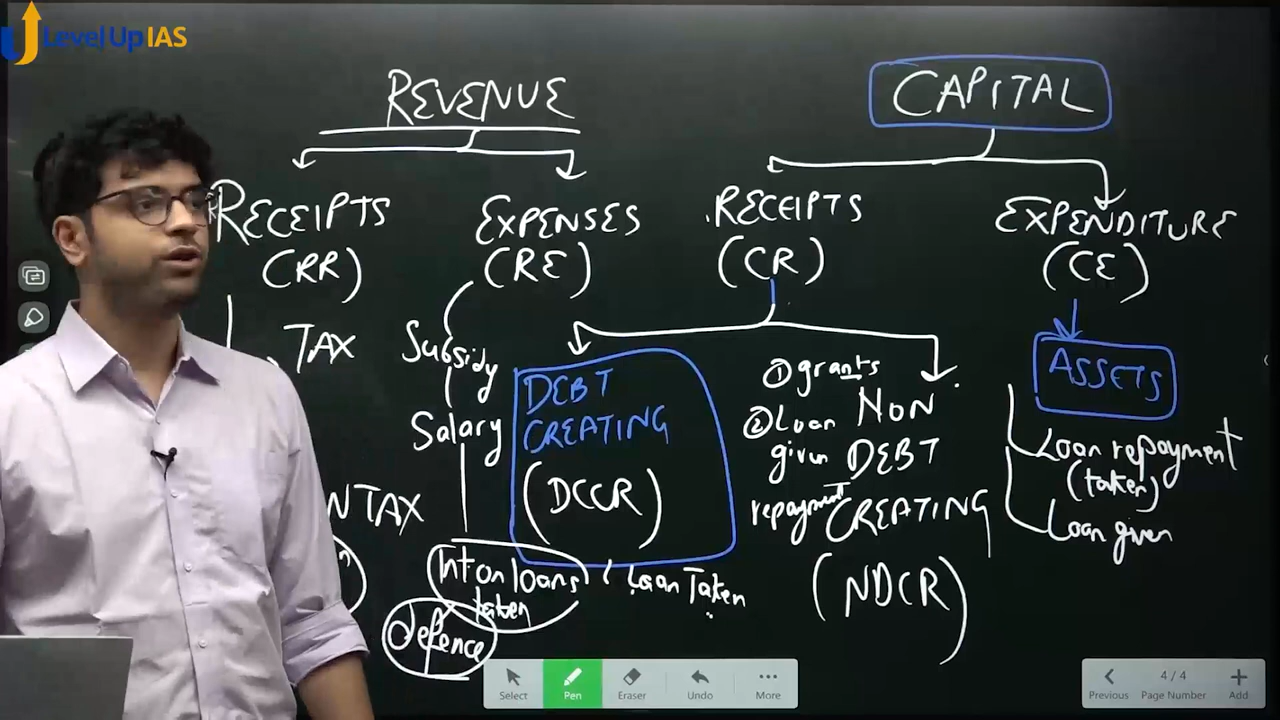 Level Up IAS
REVENUE
CAPITAL
RECEIPTS
(RR)
EXPENSES
(RE)
RECEIPTS
(CR)
EXPENDITURE
(CE)
TAX
N TAX
Subsidy
Salary
Int on loans
taken
defence
DEBT
CREATING
(DCCR)
Loan Taken
① grants
② Loan
given
repayment
NON
DEBT
CREATING
(NDCR)
ASSETS
Loan repayment
(taken)
Loan given
Select
Pen
Eraser
Undo
More
Previous
4 / 4
Page Number
Add